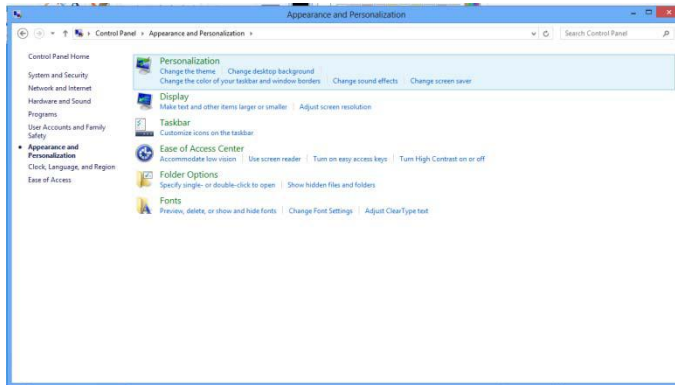 Appearance and Personalization
Control Panel Appearance and Personalization
Search Control Panel
Control Panel Home
System and Security
Network and Internet
Hardware and Sound
Programs
User Accounts and Family
Safety
Appearance and
Personalization
Clock, Language, and Region
Ease of Access
Personalization
Change the theme Change desktop background
Change the color of your taskbar and window borders Change sound effects Change screen saver
Display
Make text and other items larger or smaller Adjust screen resolution
Taskbar
Customize icons on the taskbar
Ease of Access Center
Accommodate low vision Use screen reader Turn on easy access keys Turn High Contrast on or off
Folder Options
Specify single- or double-click to open Show hidden files and folders
Fonts
Preview, delete, or show and hide fonts Change Font Settings Adjust ClearType text